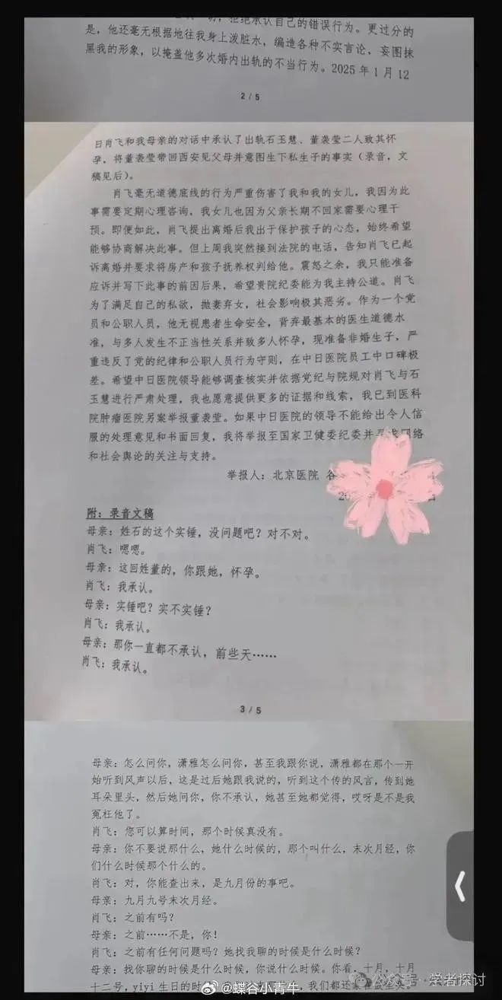 是，他还毫无根据地往我身上泼脏水，编造各种不实言论，妄图抹
黑我的形象，以掩盖他多次婚内出轨的不当行为。2025 年 1 月 12
2 / 5
日肖飞和我母亲的对话中承认了出轨石玉慧、董袭莹二人致其怀
孕，将董袭莹带回西安见父母并意图生下私生子的事实（录音，文
稿见后）。
肖飞毫无道德底线的行为严重伤害了我和我的女儿，我因为此
事需要定期心理咨询，我女儿也因为父亲长期不回家需要心理干
预。即便如此，肖飞提出离婚后我出于保护孩子的心态，始终希望
能够协商解决此事。但上周我突然接到法院的电话，告知肖飞已起
诉离婚并要求将房产和孩子抚养权判给他。震怒之余，我只能准备
应诉并写下此事的前因后果，希望贵院纪委能为我主持公道。肖飞
为了满足自己的私欲，抛妻弃女，社会影响极其恶劣。作为一个党
员和公职人员，他无视患者生命安全，背弃最基本的医生道德水
准，与多人发生不正当性关系并致多人怀孕，现准备非婚生子，严
重违反了党的纪律和公职人员行为守则，在中日医院员工中口碑极
差。希望中日医院领导能够调查核实并依据党纪与院规对肖飞与石
玉慧进行严肃处理，我也愿意提供更多的证据和线索，我已到医科
院肿瘤医院另案举报董袭莹。如果中日医院的领导不能给出令人信
服的处理意见和书面回复，我将举报至国家卫健委纪委并寻求网络
和社会舆论的关注与支持。
举报人：北京医院 谷
附：录音文稿
母亲：姓石的这个实锤，没问题吧？对不对。
肖飞：嗯嗯。
母亲：这回姓董的，你跟她，怀孕。
肖飞：我承认。
母亲：实锤吧？实不实锤？
肖飞：我承认。
母亲：那你一直都不承认，前些天……
肖飞：我承认。
3 / 5
母亲：怎么问你，潇雅怎么问你，甚至我跟你说，潇雅都在那个一开
始听到风声以后，这是过后她跟我说的，听到这个传的风言，传到她
耳朵里头，然后她问你，你不承认，她甚至她都觉得，哎呀是不是我
冤枉他了。
肖飞：您可以算时间，那个时候真没有。
母亲：你不要说那什么，她什么时候的，那个叫什么，末次月经，你
们什么时候那个什么的。
肖飞：对，你能查出来，是九月份的事吧。
母亲：九月九号末次月经。
肖飞：之前有吗？
母亲：之前……不是，你！
肖飞：之前有任何问题吗？她找我聊的时候是什么时候？
母亲：找你聊的时候是什么时候，你说什么时候。你看，十月，十月
十二号，yiyi 生日的时
@蝶谷小青牛
公众号 · 学者探讨